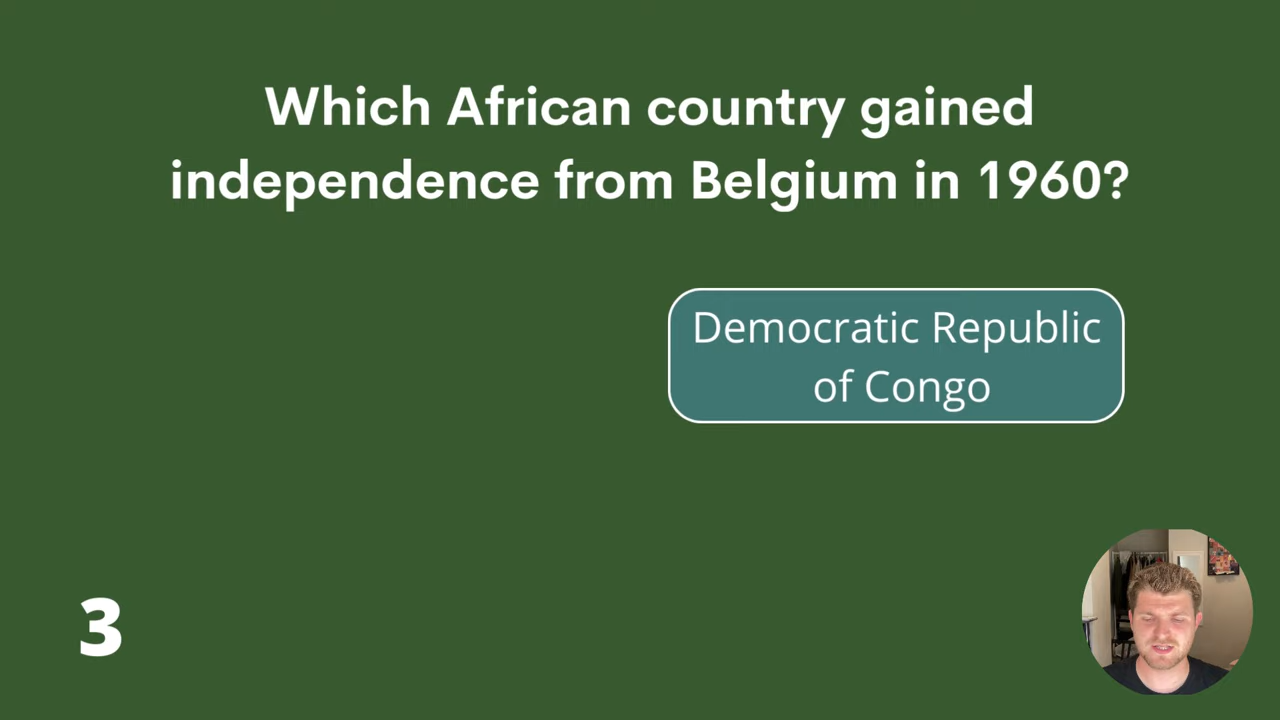 Which African country gained
independence from Belgium in 1960?
Democratic Republic
of Congo
3